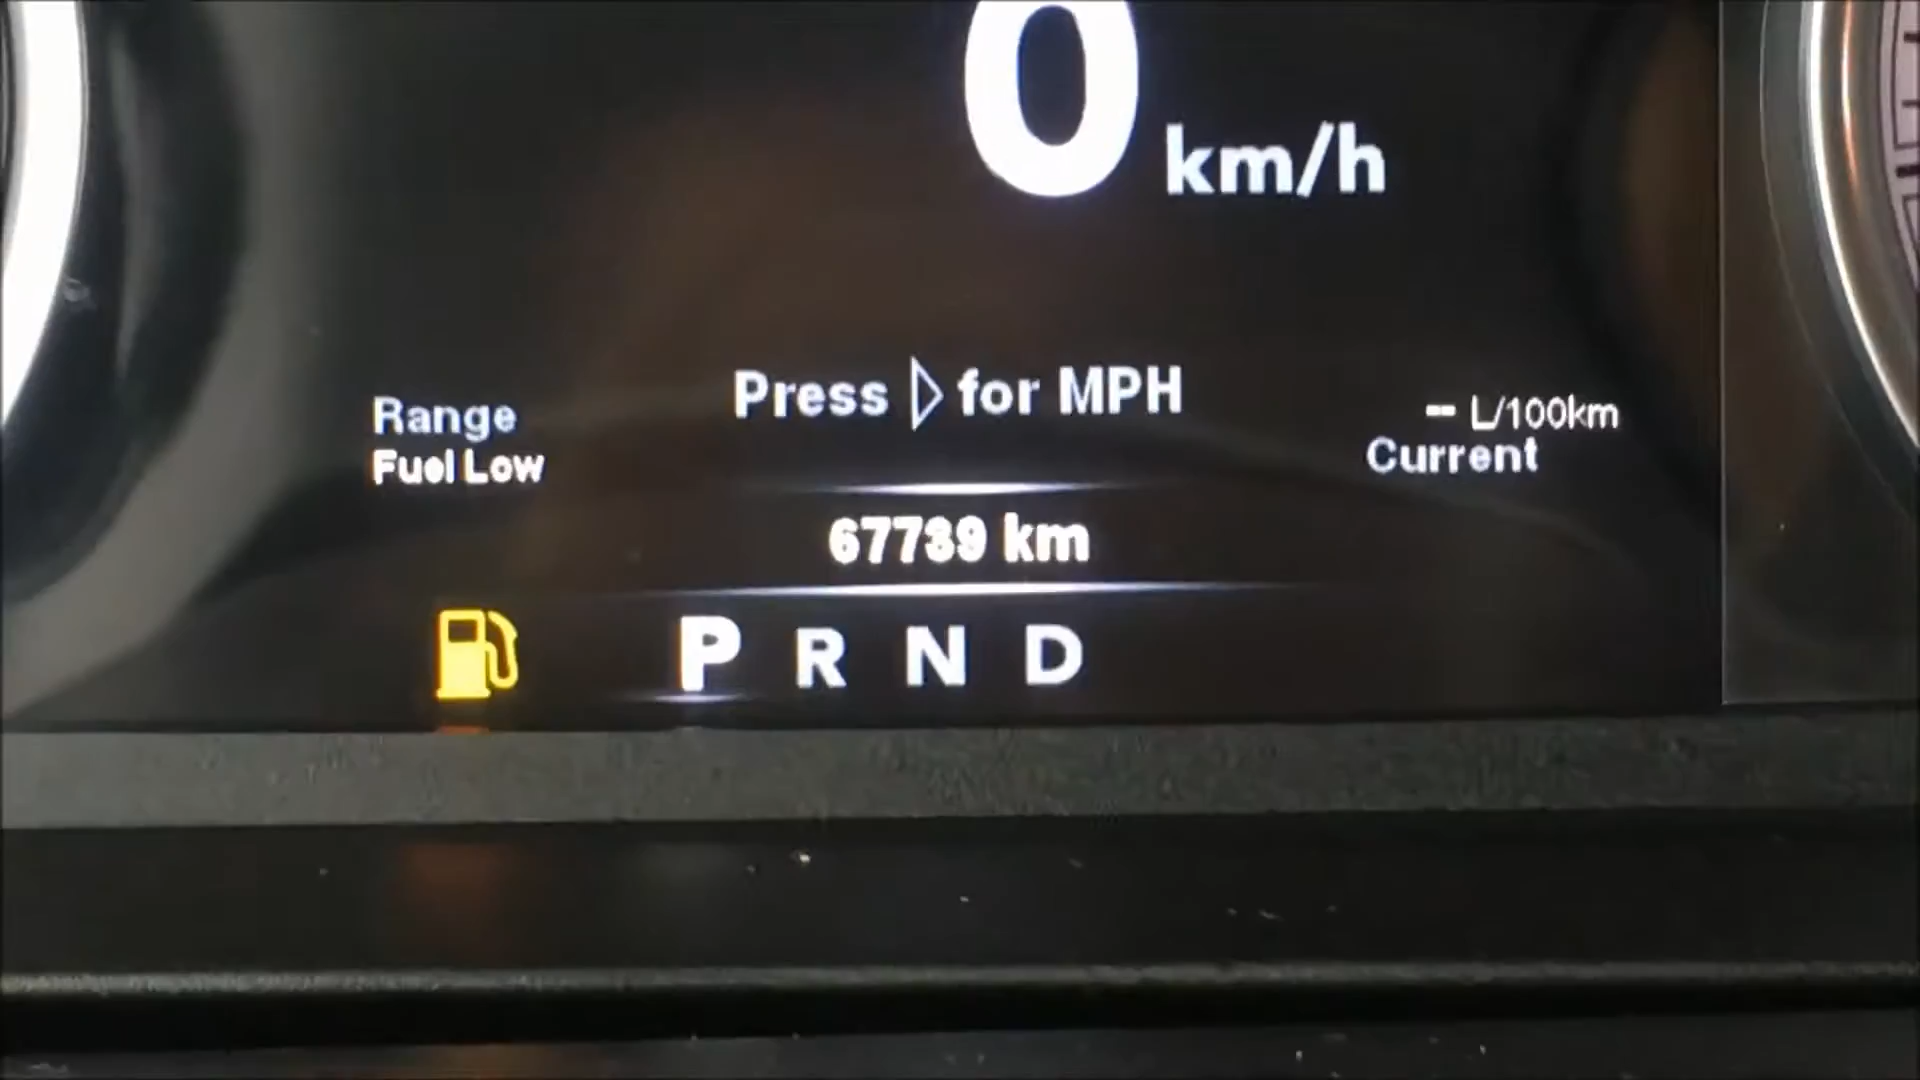 0 km/h
Press ▷ for MPH
Range
Fuel Low
-- L/100km
Current
67739 km
P R N D